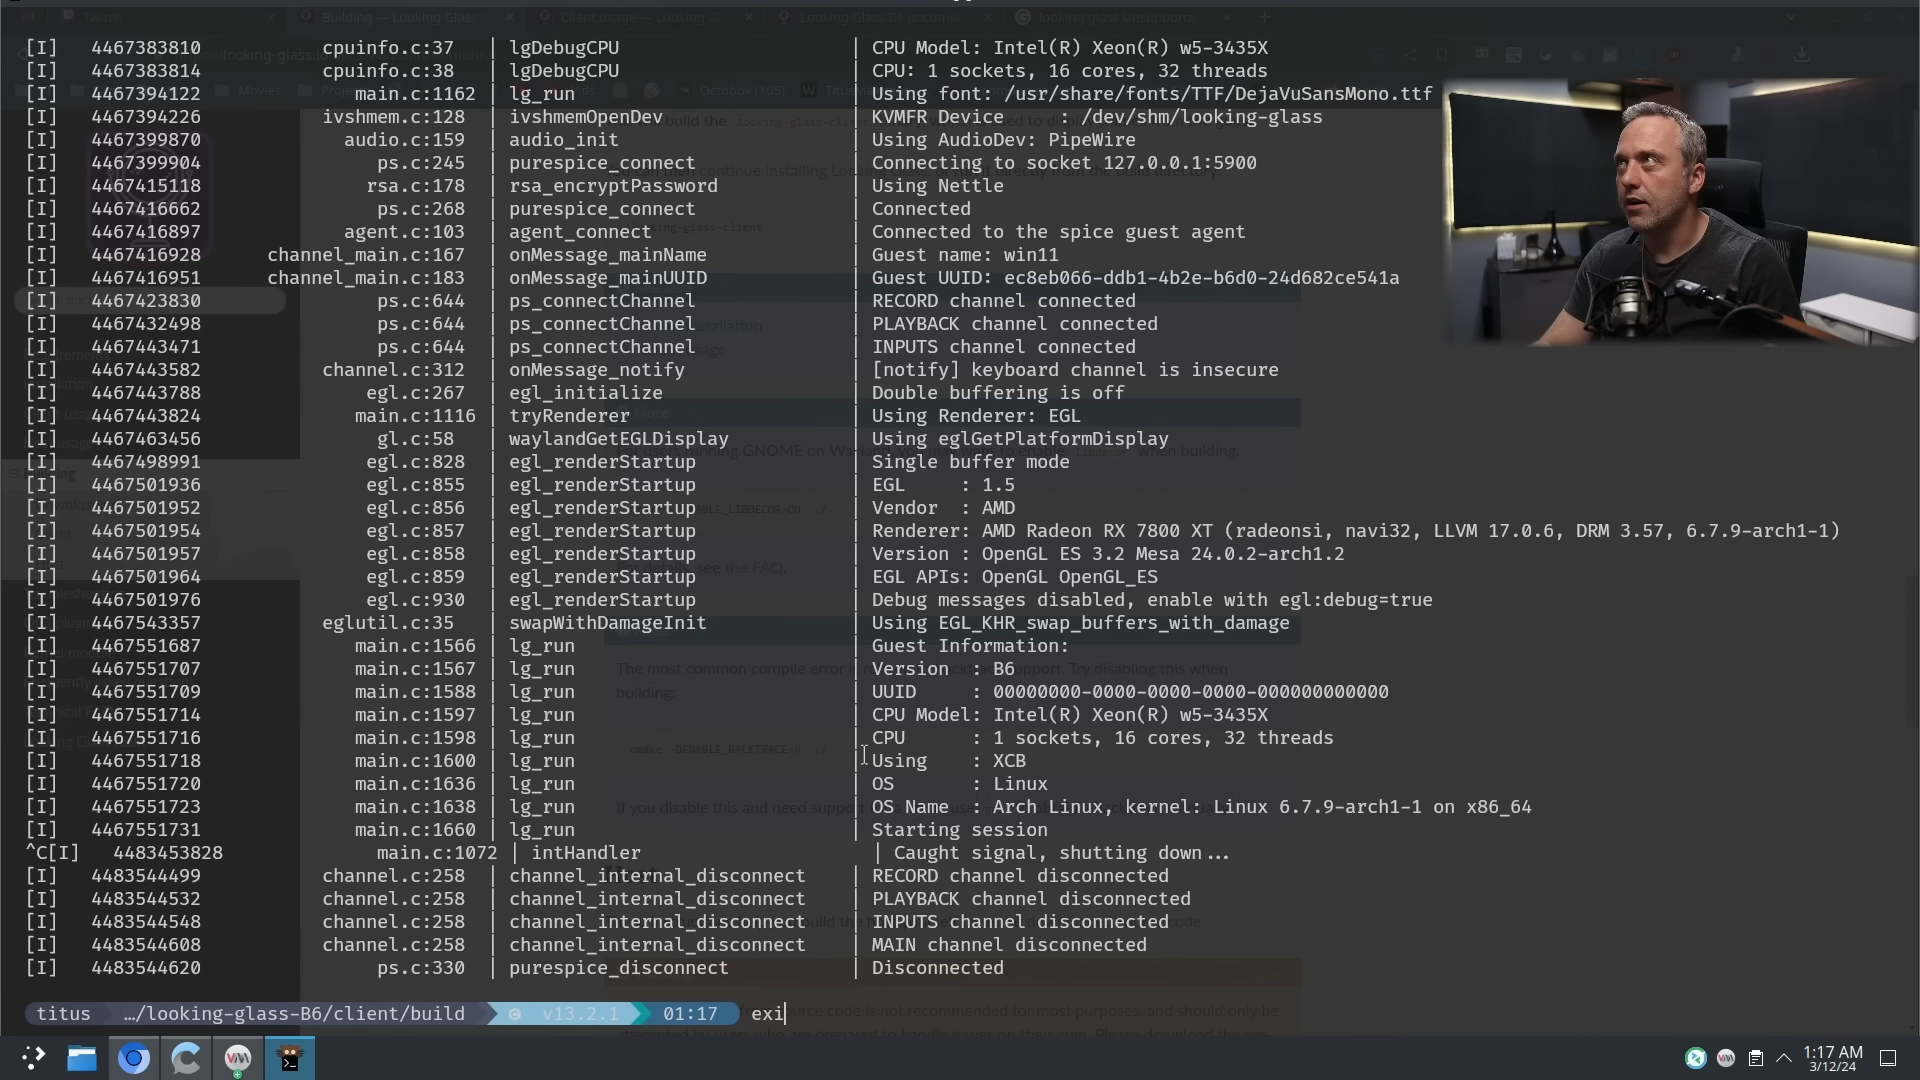 Twitch Building — Looking Glass Client usage — Looking Gl Looking Glass B6 docume looking glass Unsupporte
[I] 4467383810 cpuinfo.c:37 | lgDebugCPU | CPU Model: Intel(R) Xeon(R) w5-3435X
[I] 4467383814 cpuinfo.c:38 | lgDebugCPU | CPU: 1 sockets, 16 cores, 32 threads
[I] 4467394122 main.c:1162 | lg_run | Using font: /usr/share/fonts/TTF/DejaVuSansMono.ttf
[I] 4467394226 ivshmem.c:128 | ivshmemOpenDev | KVMFR Device : /dev/shm/looking-glass
[I] 4467399870 audio.c:159 | audio_init | Using AudioDev: PipeWire
[I] 4467399904 ps.c:245 | purespice_connect | Connecting to socket 127.0.0.1:5900
[I] 4467415118 rsa.c:178 | rsa_encryptPassword | Using Nettle
[I] 4467416662 ps.c:268 | purespice_connect | Connected
[I] 4467416897 agent.c:103 | agent_connect | Connected to the spice guest agent
[I] 4467416928 channel_main.c:167 | onMessage_mainName | Guest name: win11
[I] 4467416951 channel_main.c:183 | onMessage_mainUUID | Guest UUID: ec8eb066-ddb1-4b2e-b6d0-24d682ce541a
[I] 4467423830 ps.c:644 | ps_connectChannel | RECORD channel connected
[I] 4467432498 ps.c:644 | ps_connectChannel | PLAYBACK channel connected
[I] 4467443471 ps.c:644 | ps_connectChannel | INPUTS channel connected
[I] 4467443582 channel.c:312 | onMessage_notify | [notify] keyboard channel is insecure
[I] 4467443788 egl.c:267 | egl_initialize | Double buffering is off
[I] 4467443824 main.c:1116 | tryRenderer | Using Renderer: EGL
[I] 4467463456 gl.c:58 | waylandGetEGLDisplay | Using eglGetPlatformDisplay
[I] 4467498991 egl.c:828 | egl_renderStartup | Single buffer mode
[I] 4467501936 egl.c:855 | egl_renderStartup | EGL : 1.5
[I] 4467501952 egl.c:856 | egl_renderStartup | Vendor : AMD
[I] 4467501954 egl.c:857 | egl_renderStartup | Renderer: AMD Radeon RX 7800 XT (radeonsi, navi32, LLVM 17.0.6, DRM 3.57, 6.7.9-arch1-1)
[I] 4467501957 egl.c:858 | egl_renderStartup | Version : OpenGL ES 3.2 Mesa 24.0.2-arch1.2
[I] 4467501964 egl.c:859 | egl_renderStartup | EGL APIs: OpenGL OpenGL_ES
[I] 4467501976 egl.c:930 | egl_renderStartup | Debug messages disabled, enable with egl:debug=true
[I] 4467543357 eglutil.c:35 | swapWithDamageInit | Using EGL_KHR_swap_buffers_with_damage
[I] 4467551687 main.c:1566 | lg_run | Guest Information:
[I] 4467551707 main.c:1567 | lg_run | Version : B6
[I] 4467551709 main.c:1588 | lg_run | UUID : 00000000-0000-0000-0000-000000000000
[I] 4467551714 main.c:1597 | lg_run | CPU Model: Intel(R) Xeon(R) w5-3435X
[I] 4467551716 main.c:1598 | lg_run | CPU : 1 sockets, 16 cores, 32 threads
[I] 4467551718 main.c:1600 | lg_run | Using : XCB
[I] 4467551720 main.c:1636 | lg_run | OS : Linux
[I] 4467551723 main.c:1638 | lg_run | OS Name : Arch Linux, kernel: Linux 6.7.9-arch1-1 on x86_64
[I] 4467551731 main.c:1660 | lg_run | Starting session
^C[I] 4483453828 main.c:1072 | intHandler | Caught signal, shutting down...
[I] 4483544499 channel.c:258 | channel_internal_disconnect | RECORD channel disconnected
[I] 4483544532 channel.c:258 | channel_internal_disconnect | PLAYBACK channel disconnected
[I] 4483544548 channel.c:258 | channel_internal_disconnect | INPUTS channel disconnected
[I] 4483544608 channel.c:258 | channel_internal_disconnect | MAIN channel disconnected
[I] 4483544620 ps.c:330 | purespice_disconnect | Disconnected
titus …/looking-glass-B6/client/build v13.2.1 01:17 exi
1:17 AM
3/12/24